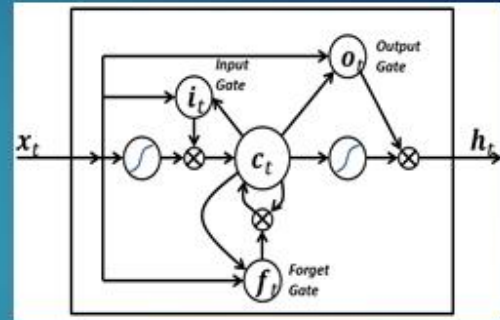 Output
Gate
o_t
Input
Gate
i_t
x_t
c_t
h_t
f_t
Forget
Gate